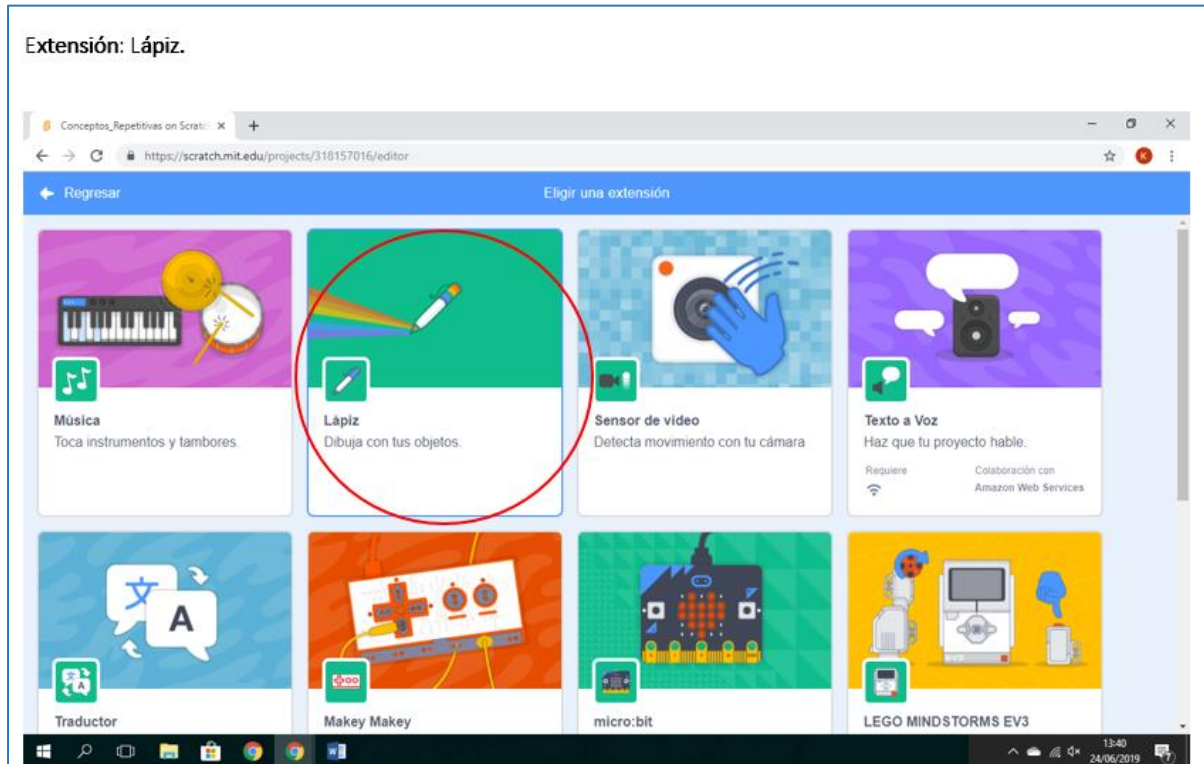 Extensión: Lápiz.
Conceptos_Repetitivas on Scratc
https://scratch.mit.edu/projects/318157016/editor
K
Regresar
Eligir una extensión
Música
Toca instrumentos y tambores.
Lápiz
Dibuja con tus objetos.
Sensor de video
Detecta movimiento con tu cámara
Texto a Voz
Haz que tu proyecto hable.
Requiere
Colaboración con
Amazon Web Services
文
A
Traductor
Makey Makey
micro:bit
LEGO MINDSTORMS EV3
13:40
24/06/2019